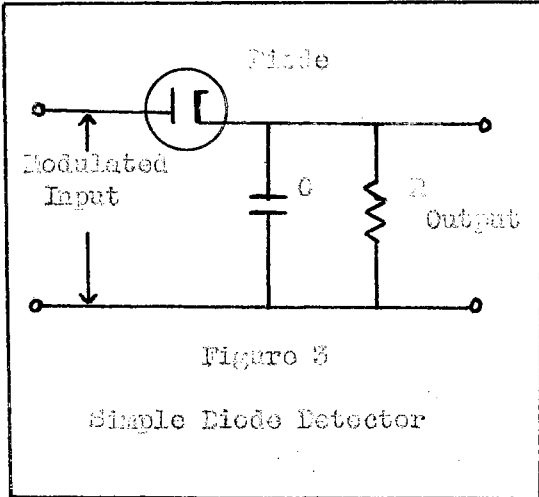 Diode
Modulated
Input
C
R
Output
Figure 3
Simple Diode Detector